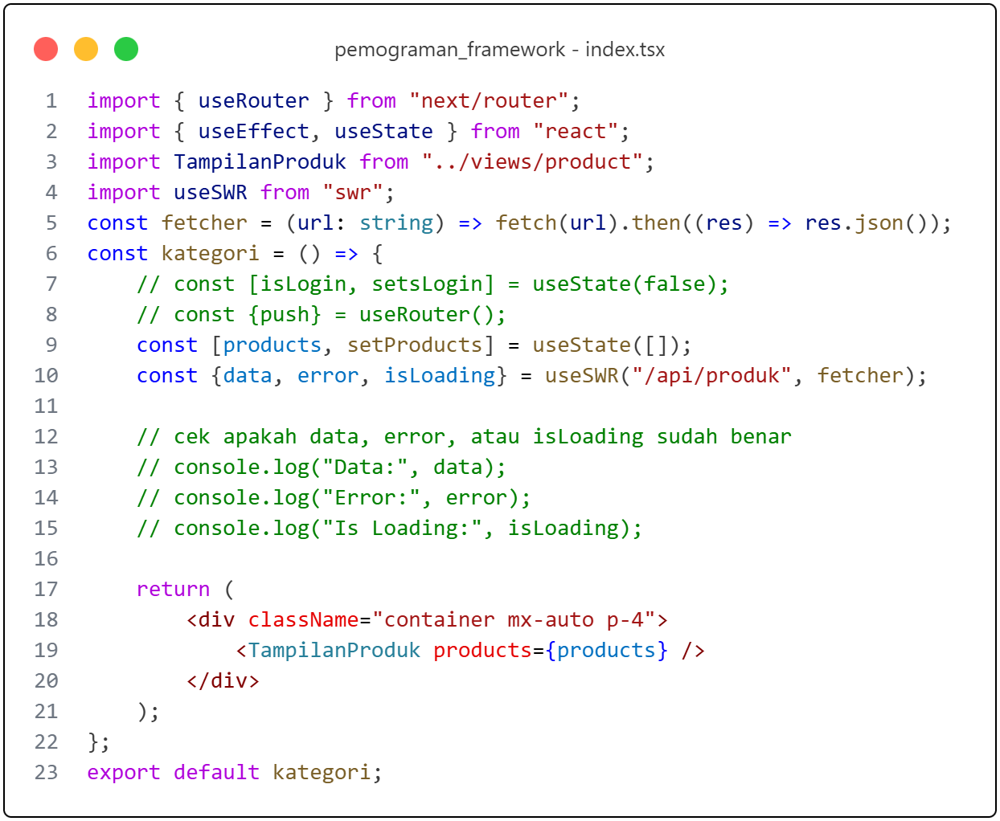 pemograman_framework - index.tsx
1 import { useRouter } from "next/router";
2 import { useEffect, useState } from "react";
3 import TampilanProduk from "../views/product";
4 import useSWR from "swr";
5 const fetcher = (url: string) => fetch(url).then((res) => res.json());
6 const kategori = () => {
7     // const [isLogin, setsLogin] = useState(false);
8     // const {push} = useRouter();
9     const [products, setProducts] = useState([]);
10     const {data, error, isLoading} = useSWR("/api/produk", fetcher);
11
12     // cek apakah data, error, atau isLoading sudah benar
13     // console.log("Data:", data);
14     // console.log("Error:", error);
15     // console.log("Is Loading:", isLoading);
16
17     return (
18         <div className="container mx-auto p-4">
19             <TampilanProduk products={products} />
20         </div>
21     );
22 };
23 export default kategori;